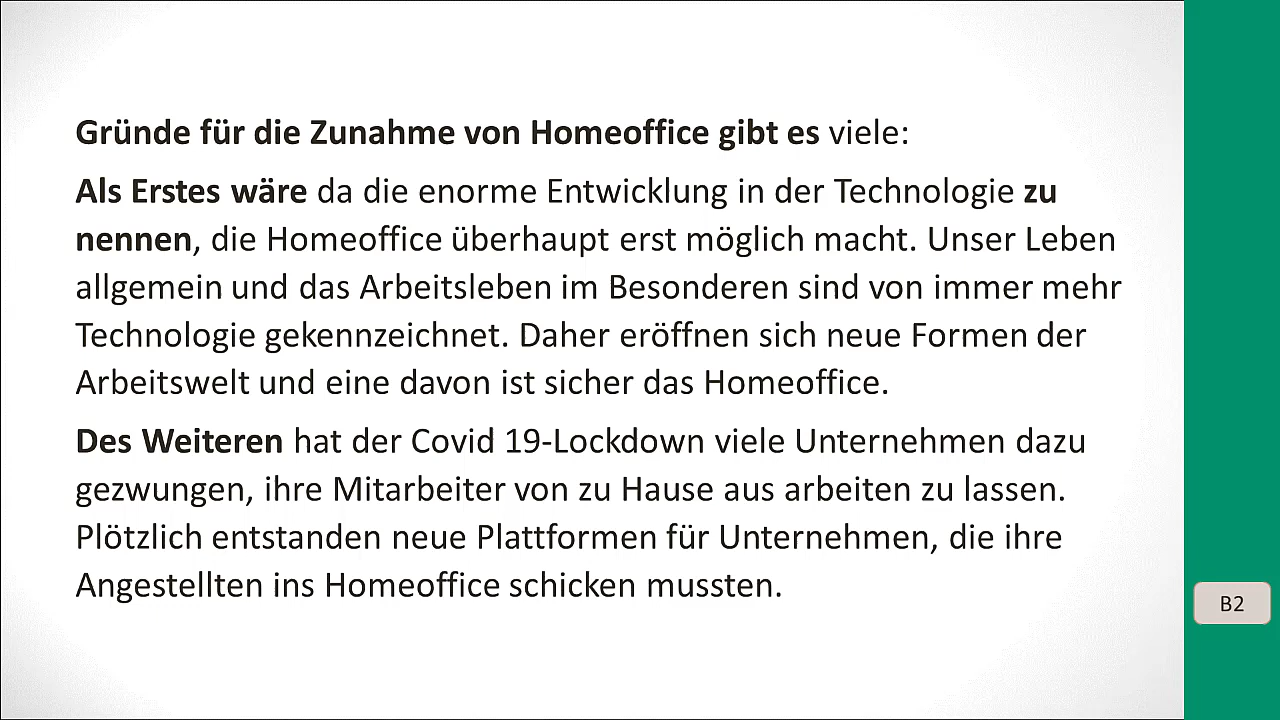 Gründe für die Zunahme von Homeoffice gibt es viele:
Als Erstes wäre da die enorme Entwicklung in der Technologie zu
nennen, die Homeoffice überhaupt erst möglich macht. Unser Leben
allgemein und das Arbeitsleben im Besonderen sind von immer mehr
Technologie gekennzeichnet. Daher eröffnen sich neue Formen der
Arbeitswelt und eine davon ist sicher das Homeoffice.
Des Weiteren hat der Covid 19-Lockdown viele Unternehmen dazu
gezwungen, ihre Mitarbeiter von zu Hause aus arbeiten zu lassen.
Plötzlich entstanden neue Plattformen für Unternehmen, die ihre
Angestellten ins Homeoffice schicken mussten.
B2